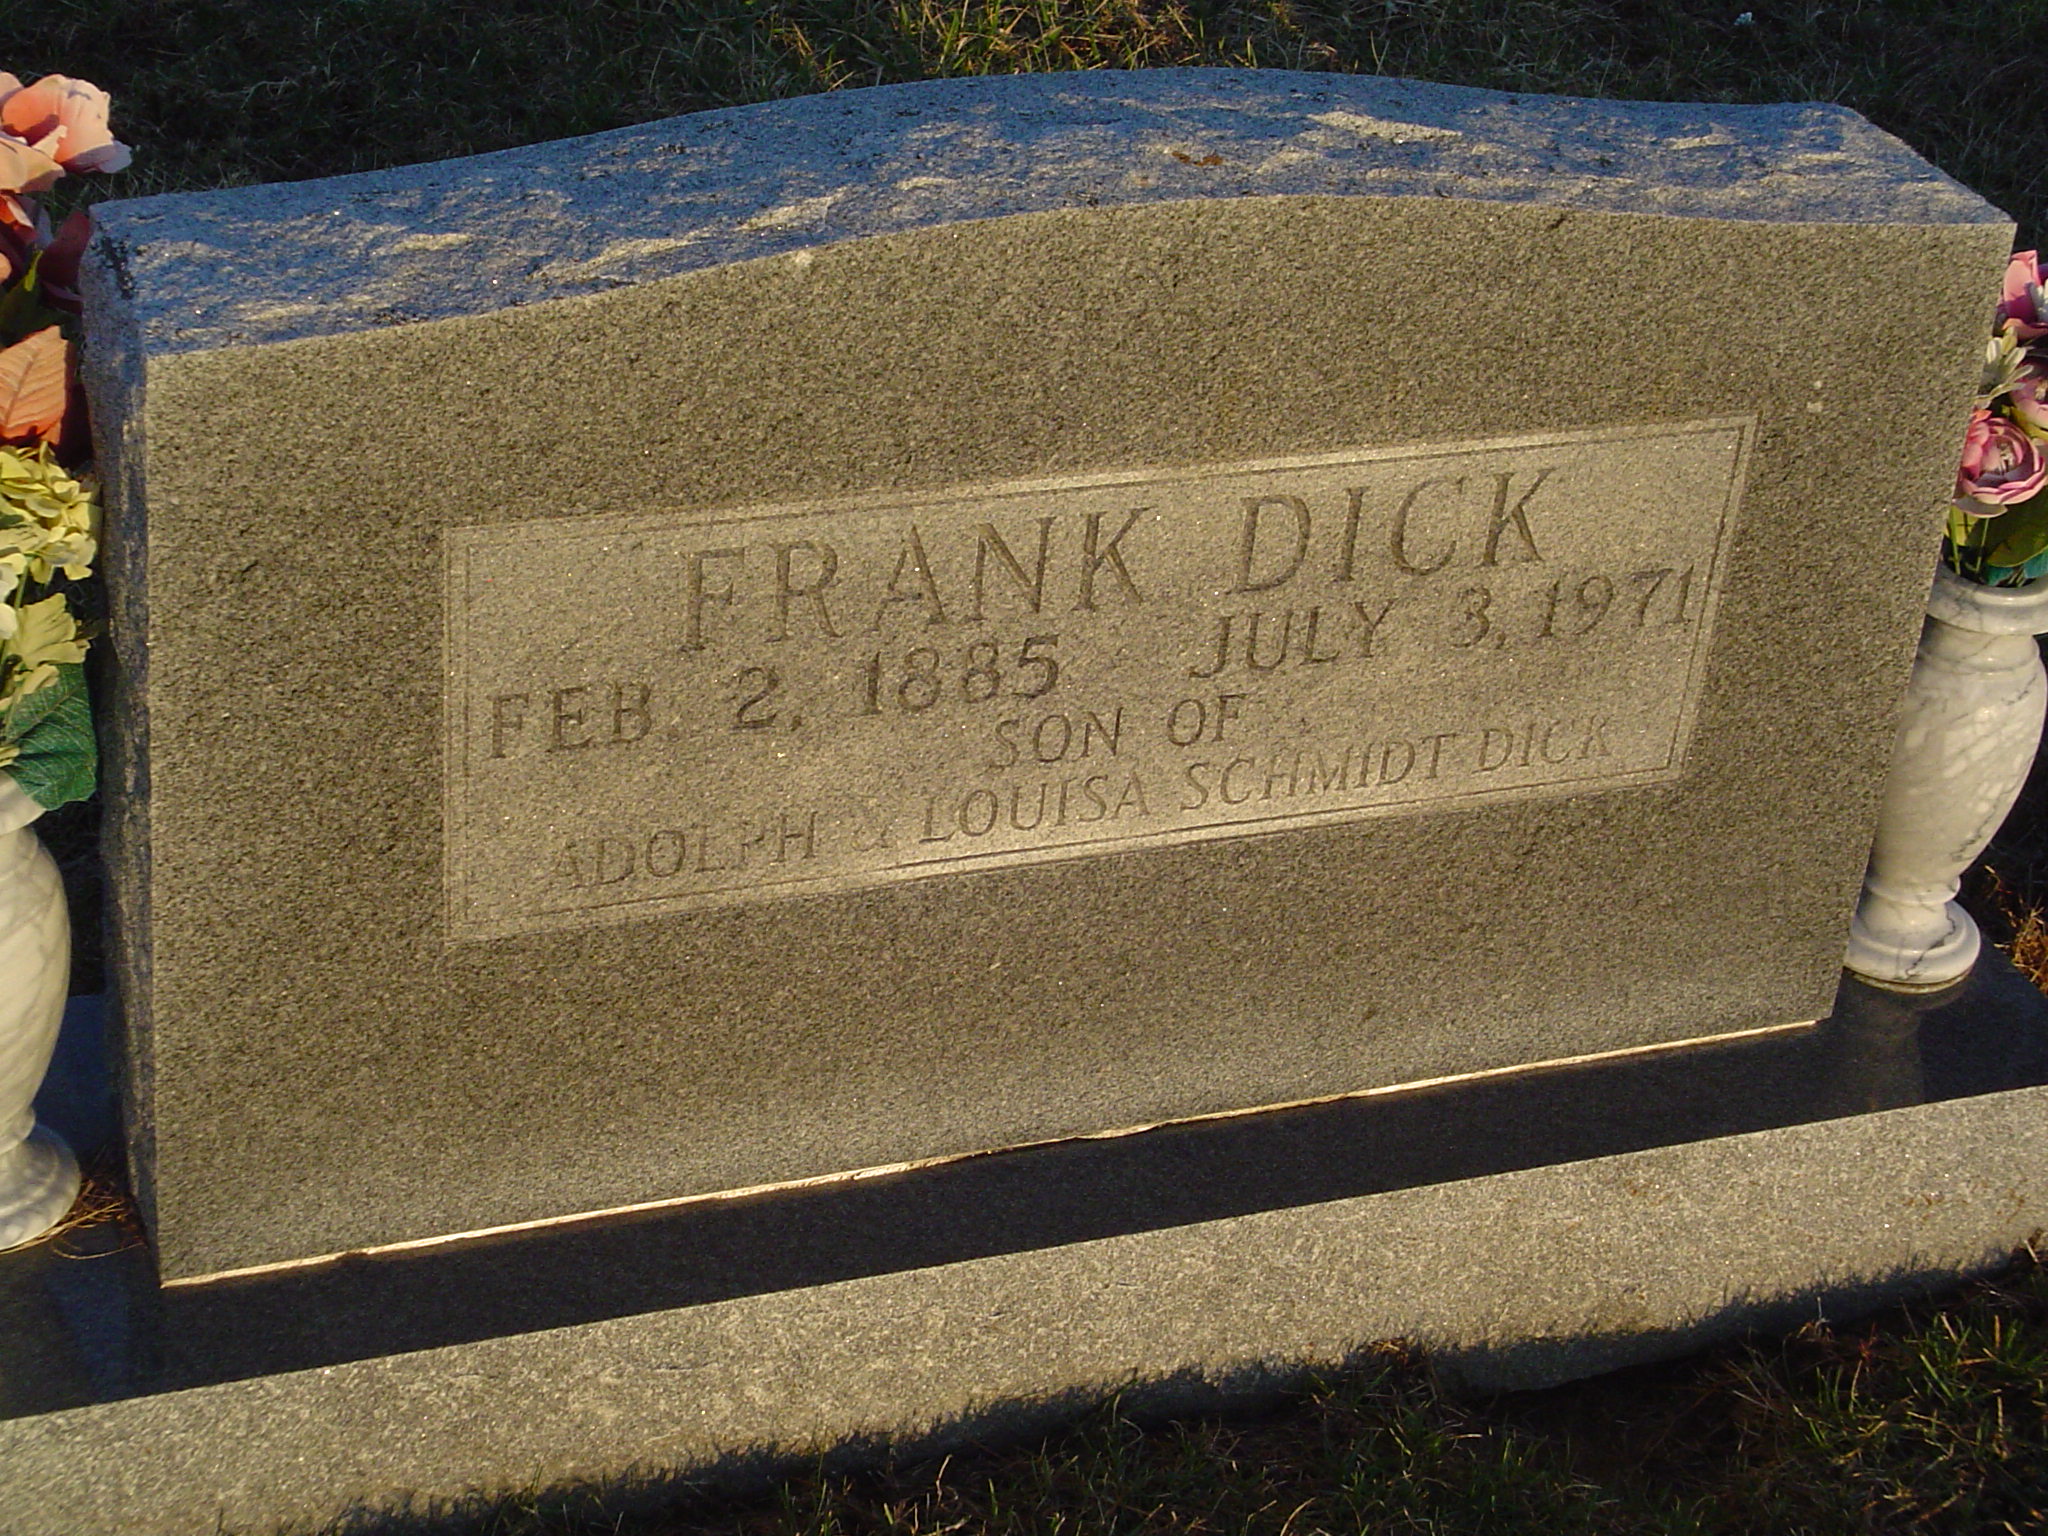 FRANK DICK
FEB. 2, 1885 JULY 3, 1971
SON OF
ADOLPH & LOUISA SCHMIDT DICK